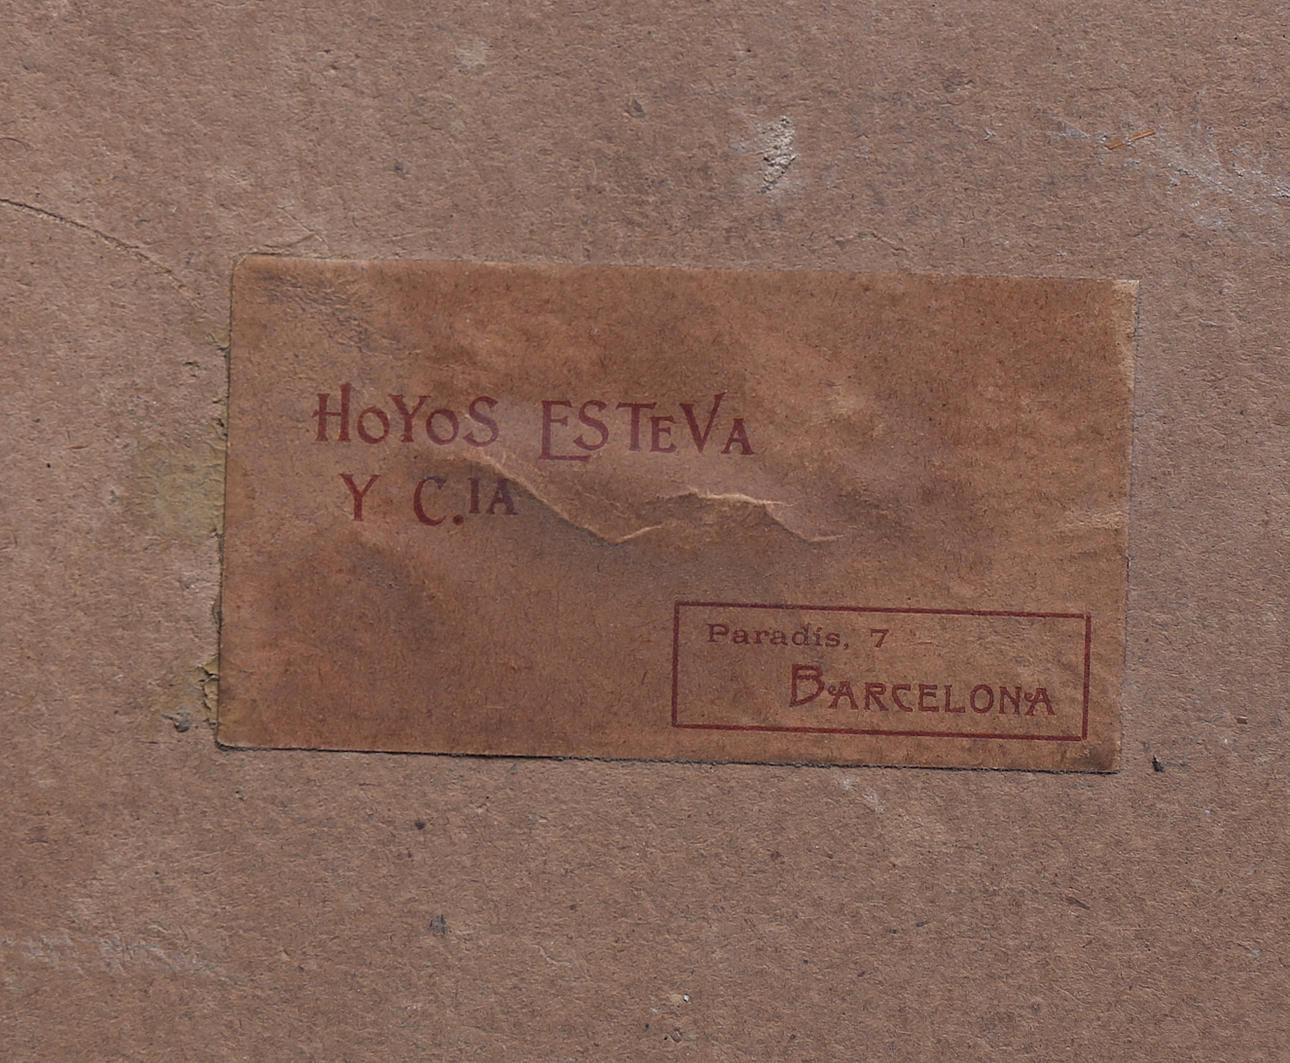 HOYOS ESTEVA
Y C.IA
Paradís, 7
BARCELONA